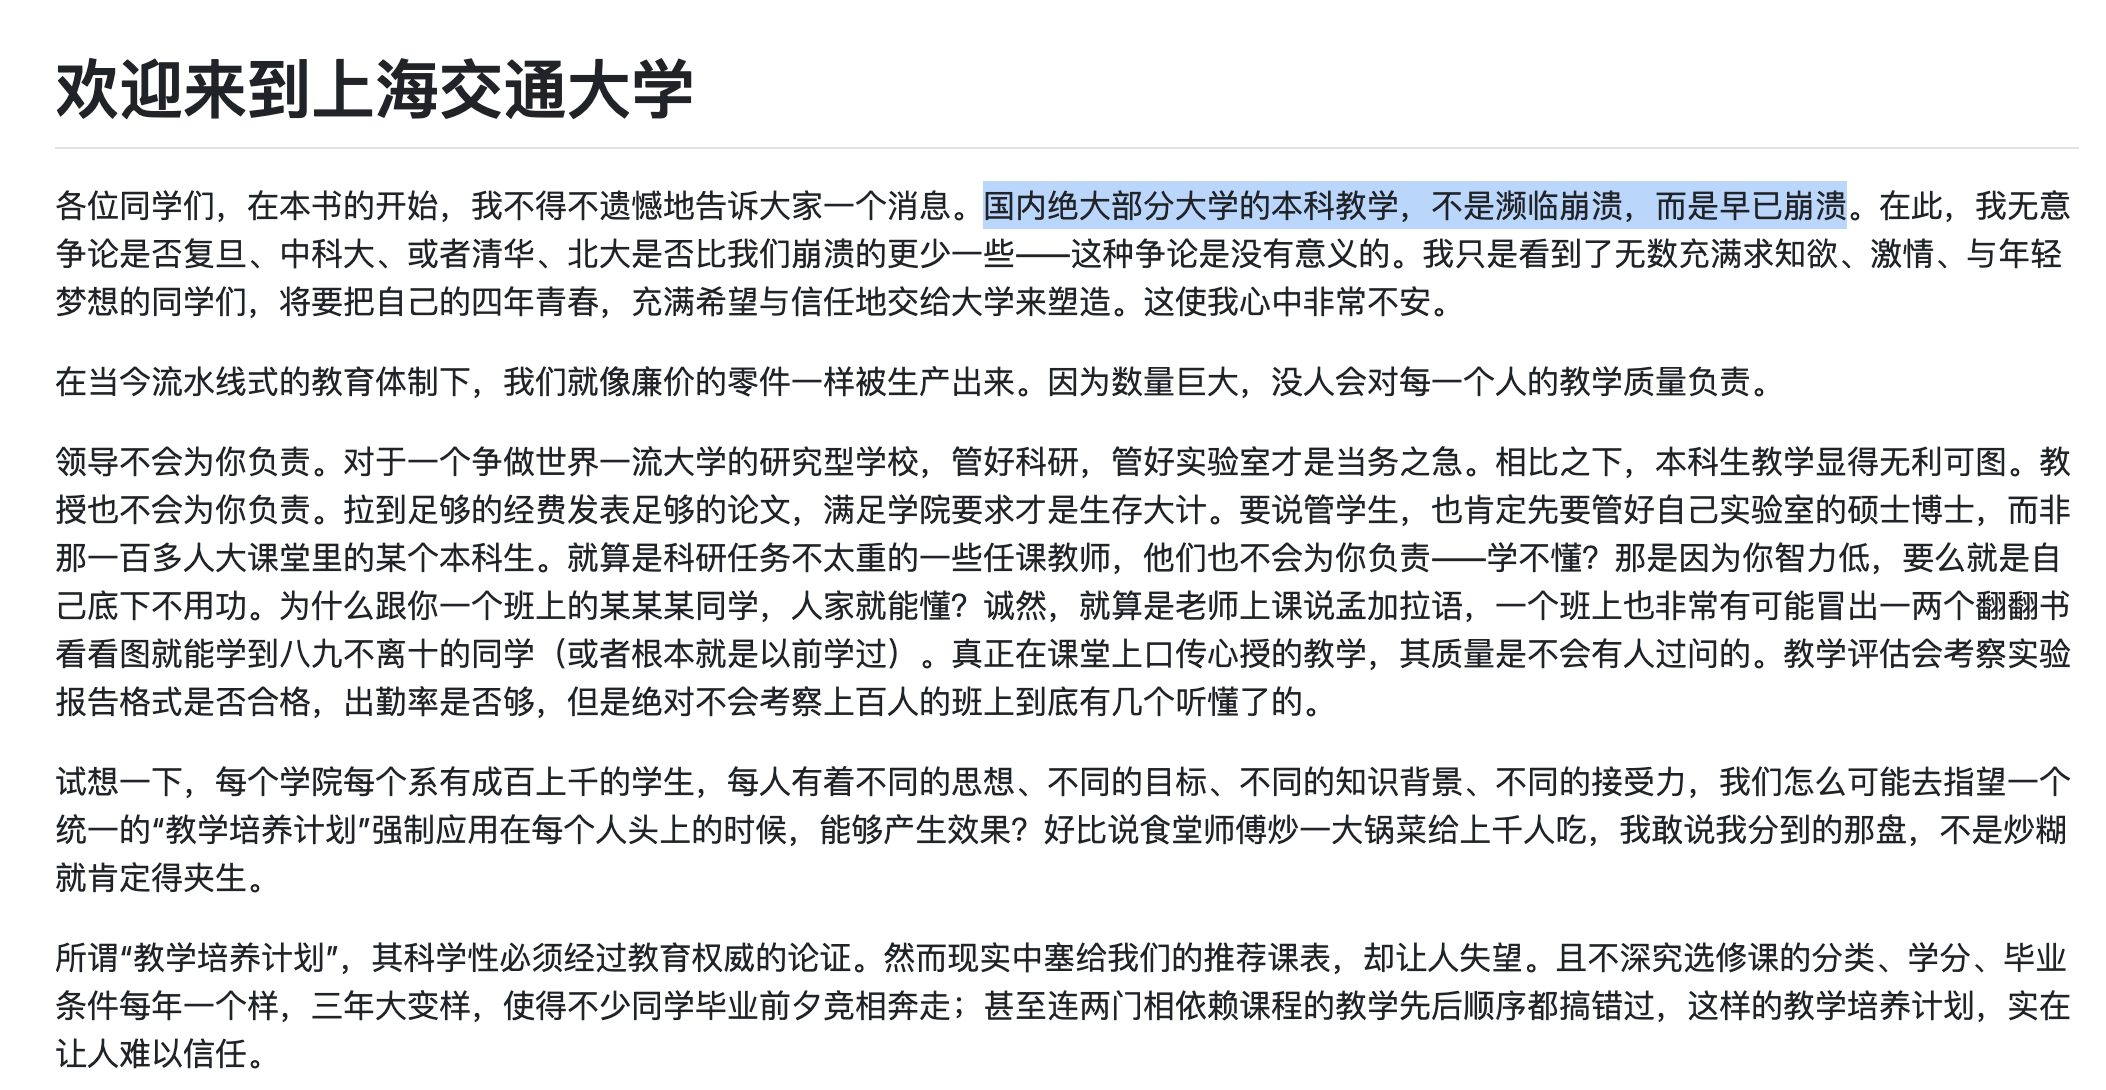 欢迎来到上海交通大学
各位同学们，在本书的开始，我不得不遗憾地告诉大家一个消息。国内绝大部分大学的本科教学，不是濒临崩溃，而是早已崩溃。在此，我无意
争论是否复旦、中科大、或者清华、北大是否比我们崩溃的更少一些——这种争论是没有意义的。我只是看到了无数充满求知欲、激情、与年轻
梦想的同学们，将要把自己的四年青春，充满希望与信任地交给大学来塑造。这使我心中非常不安。
在当今流水线式的教育体制下，我们就像廉价的零件一样被生产出来。因为数量巨大，没人会对每一个人的教学质量负责。
领导不会为你负责。对于一个争做世界一流大学的研究型学校，管好科研，管好实验室才是当务之急。相比之下，本科生教学显得无利可图。教
授也不会为你负责。拉到足够的经费发表足够的论文，满足学院要求才是生存大计。要说管学生，也肯定先要管好自己实验室的硕士博士，而非
那一百多人大课堂里的某个本科生。就算是科研任务不太重的一些任课教师，他们也不会为你负责——学不懂？那是因为你智力低，要么就是自
己底下不用功。为什么跟你一个班上的某某某同学，人家就能懂？诚然，就算是老师上课说孟加拉语，一个班上也非常有可能冒出一两个翻翻书
看看图就能学到八九不离十的同学（或者根本就是以前学过）。真正在课堂上口传心授的教学，其质量是不会有人过问的。教学评估会考察实验
报告格式是否合格，出勤率是否够，但是绝对不会考察上百人的班上到底有几个听懂了的。
试想一下，每个学院每个系有成百上千的学生，每人有着不同的思想、不同的目标、不同的知识背景、不同的接受力，我们怎么可能去指望一个
统一的“教学培养计划”强制应用在每个人头上的时候，能够产生效果？好比说食堂师傅炒一大锅菜给上千人吃，我敢说我分到的那盘，不是炒糊
就肯定得夹生。
所谓“教学培养计划”，其科学性必须经过教育权威的论证。然而现实中塞给我们的推荐课表，却让人失望。且不深究选修课的分类、学分、毕业
条件每年一个样，三年大变样，使得不少同学毕业前夕竞相奔走；甚至连两门相依赖课程的教学先后顺序都搞错过，这样的教学培养计划，实在
让人难以信任。